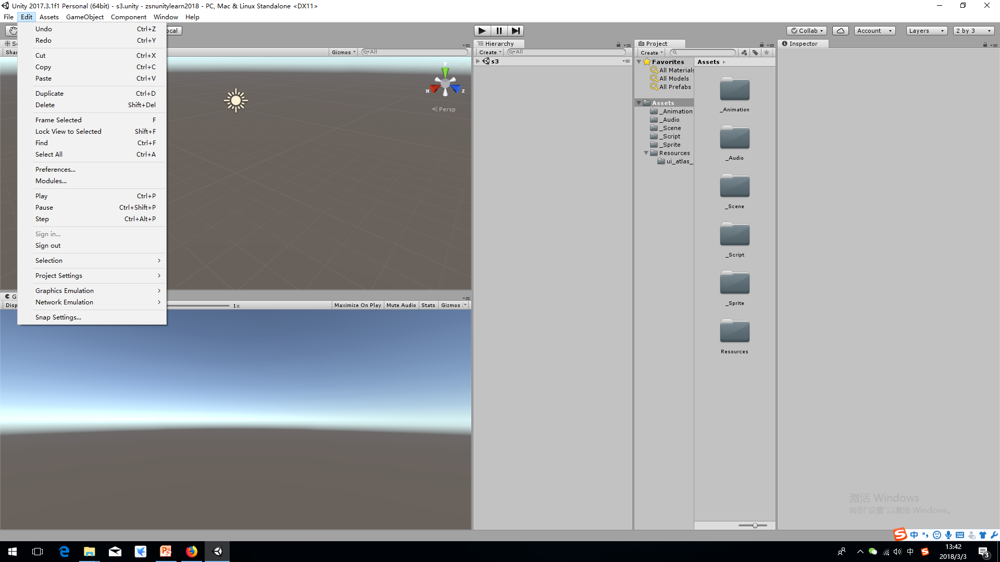 Unity 2017.3.1f1 Personal (64bit) - s3.unity - zsnunitylearn2018 - PC, Mac & Linux Standalone <DX11>
File Edit Assets GameObject Component Window Help
Undo Ctrl+Z
Redo Ctrl+Y
Cut Ctrl+X
Copy Ctrl+C
Paste Ctrl+V
Duplicate Ctrl+D
Delete Shift+Del
Frame Selected F
Lock View to Selected Shift+F
Find Ctrl+F
Select All Ctrl+A
Preferences...
Modules...
Play Ctrl+P
Pause Ctrl+Shift+P
Step Ctrl+Alt+P
Sign in...
Sign out
Selection
Project Settings
Graphics Emulation
Network Emulation
Snap Settings...
Gizmos All
y
x z
Persp
1x Maximize On Play Mute Audio Stats Gizmos
Collab Account Layers 2 by 3
Hierarchy
Create All
s3
Project
Create
Favorites
All Materials
All Models
All Prefabs
Assets
_Animation
_Audio
_Scene
_Script
_Sprite
Resources
ui_atlas_
Assets
_Animation
_Audio
_Scene
_Script
_Sprite
Resources
Inspector
激活 Windows
转到"设置"以激活 Windows。
中
中
13:42
2018/3/3
3